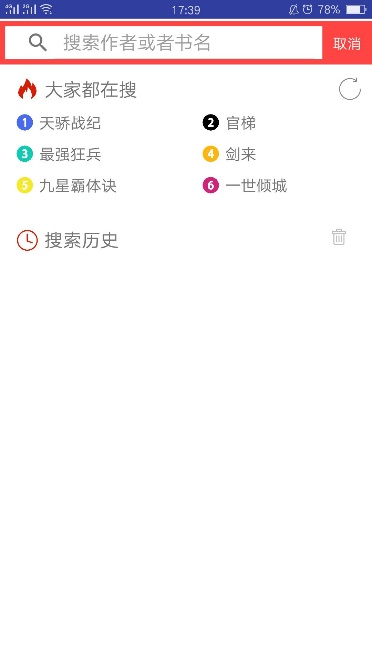 17:39 78%
搜索作者或者书名 取消
大家都在搜
1 天骄战纪 2 官梯
3 最强狂兵 4 剑来
5 九星霸体诀 6 一世倾城
搜索历史